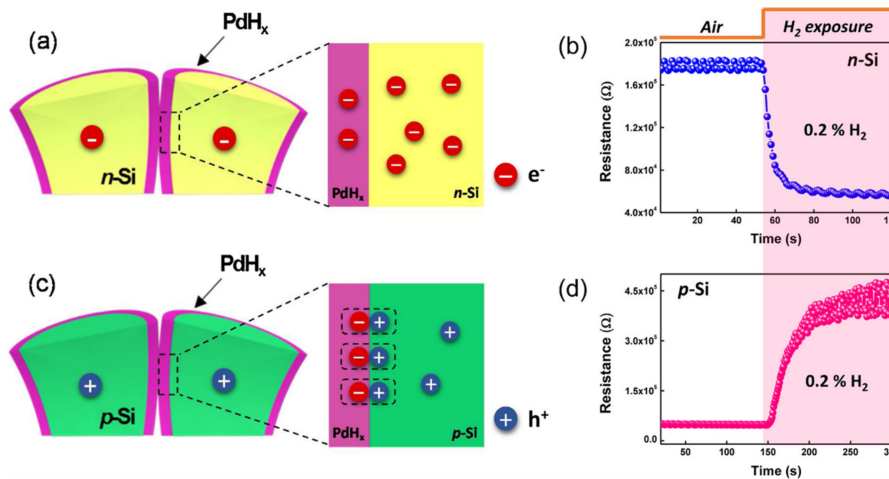 (a)
PdHₓ
n-Si
PdHₓ
n-Si
e⁻
(b)
Air
H₂ exposure
n-Si
0.2 % H₂
Resistance (Ω)
2.0x10⁵
1.6x10⁵
1.2x10⁵
8.0x10⁴
4.0x10⁴
20 40 60 80 100 120
Time (s)
(c)
PdHₓ
p-Si
PdHₓ
p-Si
h⁺
(d)
p-Si
0.2 % H₂
Resistance (Ω)
4.5x10⁵
3.0x10⁵
1.5x10⁵
0.0
50 100 150 200 250 300
Time (s)